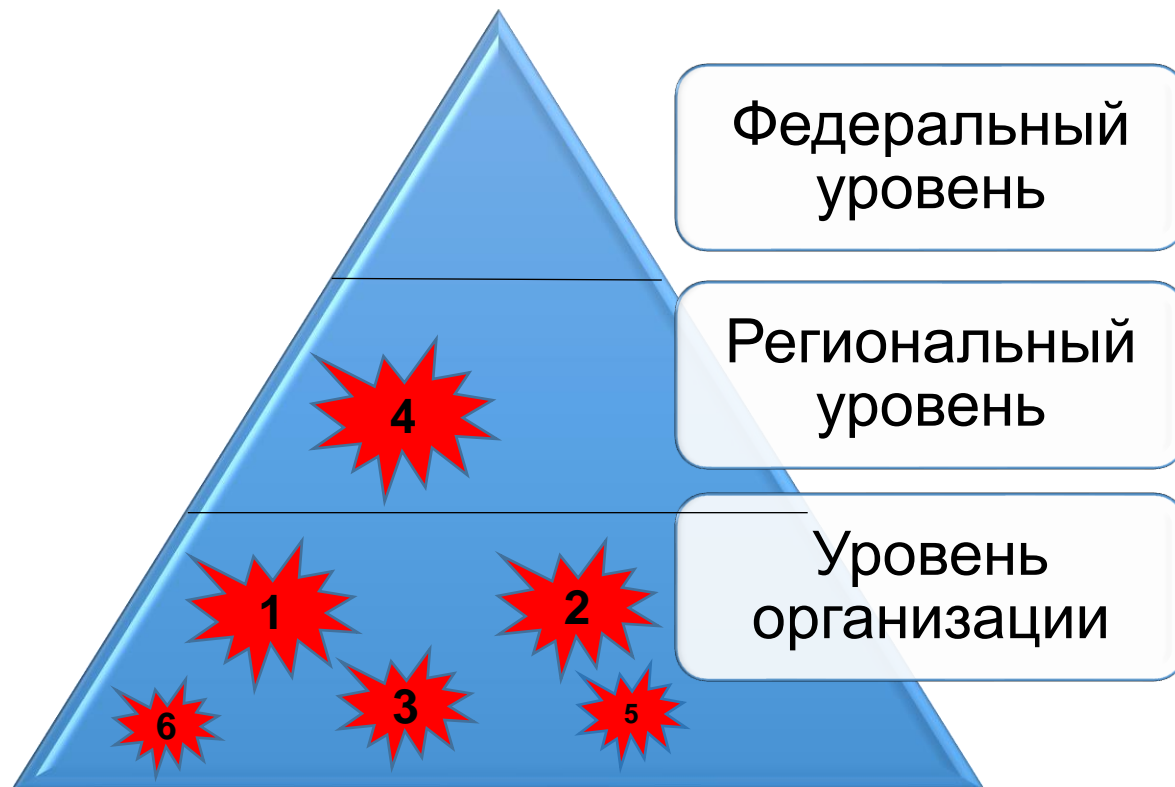 Федеральный
уровень
Региональный
уровень
4
Уровень
организации
1
2
3
5
6